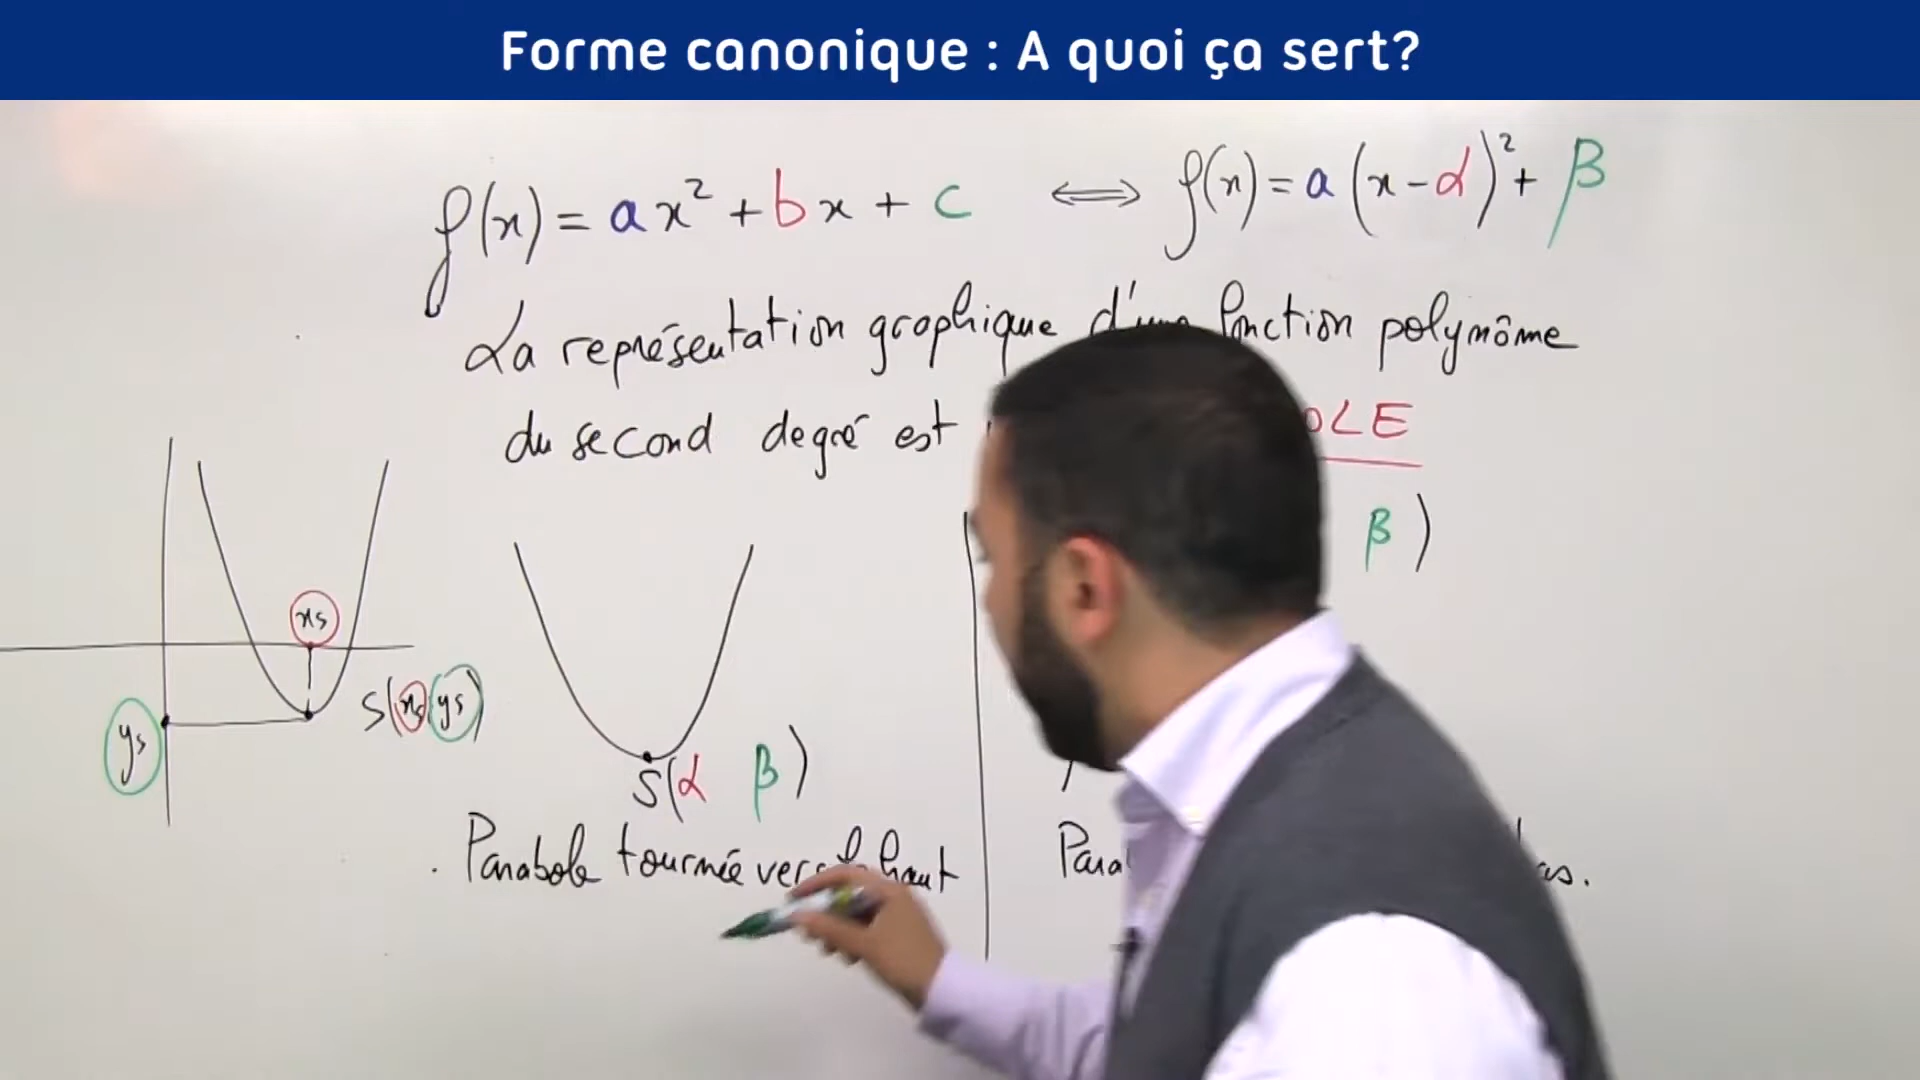 Forme canonique : A quoi ça sert?
f(x) = ax² + bx + c ⟺ f(x) = a(x-α)² + β
La représentation graphique d'une fonction polynôme
du second degré est OLE
β )
xs
S(xs ys)
ys
S(α β)
. Parabole tournée vers haut
Para as.